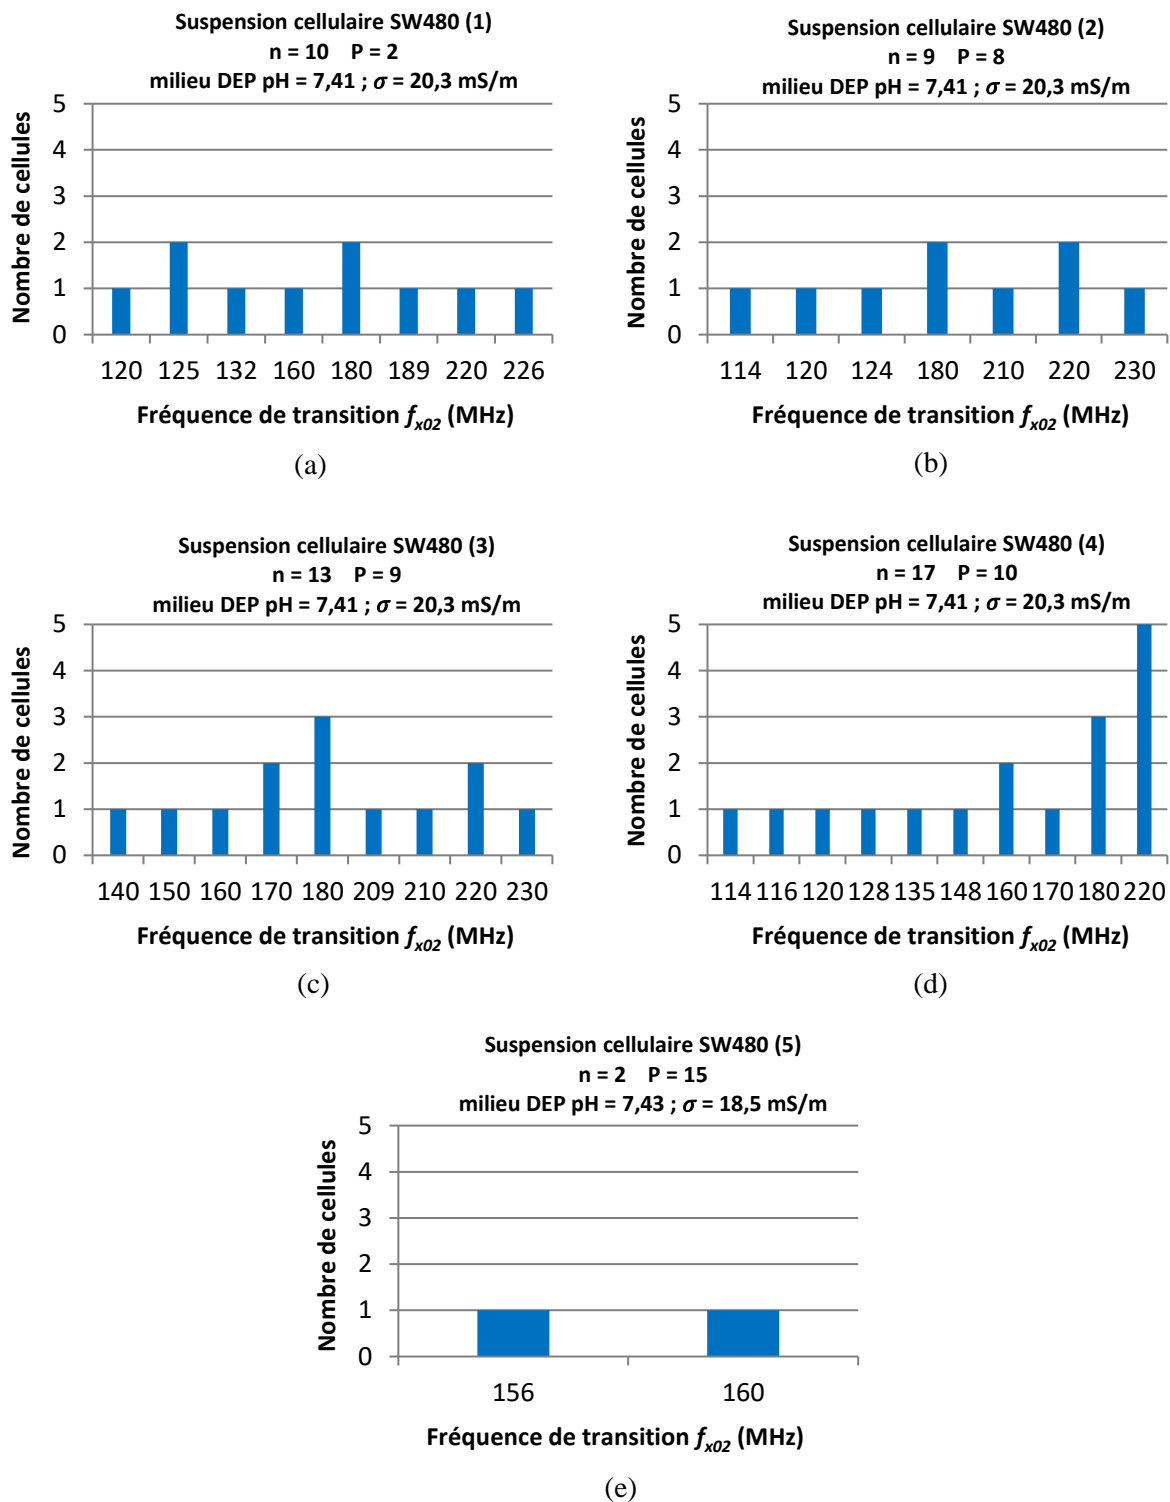 Suspension cellulaire SW480 (1)
n = 10 P = 2
milieu DEP pH = 7,41 ; σ = 20,3 mS/m
Nombre de cellules
5
4
3
2
1
0
120 125 132 160 180 189 220 226
Fréquence de transition fx02 (MHz)
(a)
Suspension cellulaire SW480 (2)
n = 9 P = 8
milieu DEP pH = 7,41 ; σ = 20,3 mS/m
Nombre de cellules
5
4
3
2
1
0
114 120 124 180 210 220 230
Fréquence de transition fx02 (MHz)
(b)
Suspension cellulaire SW480 (3)
n = 13 P = 9
milieu DEP pH = 7,41 ; σ = 20,3 mS/m
Nombre de cellules
5
4
3
2
1
0
140 150 160 170 180 209 210 220 230
Fréquence de transition fx02 (MHz)
(c)
Suspension cellulaire SW480 (4)
n = 17 P = 10
milieu DEP pH = 7,41 ; σ = 20,3 mS/m
Nombre de cellules
5
4
3
2
1
0
114 116 120 128 135 148 160 170 180 220
Fréquence de transition fx02 (MHz)
(d)
Suspension cellulaire SW480 (5)
n = 2 P = 15
milieu DEP pH = 7,43 ; σ = 18,5 mS/m
Nombre de cellules
5
4
3
2
1
0
156 160
Fréquence de transition fx02 (MHz)
(e)